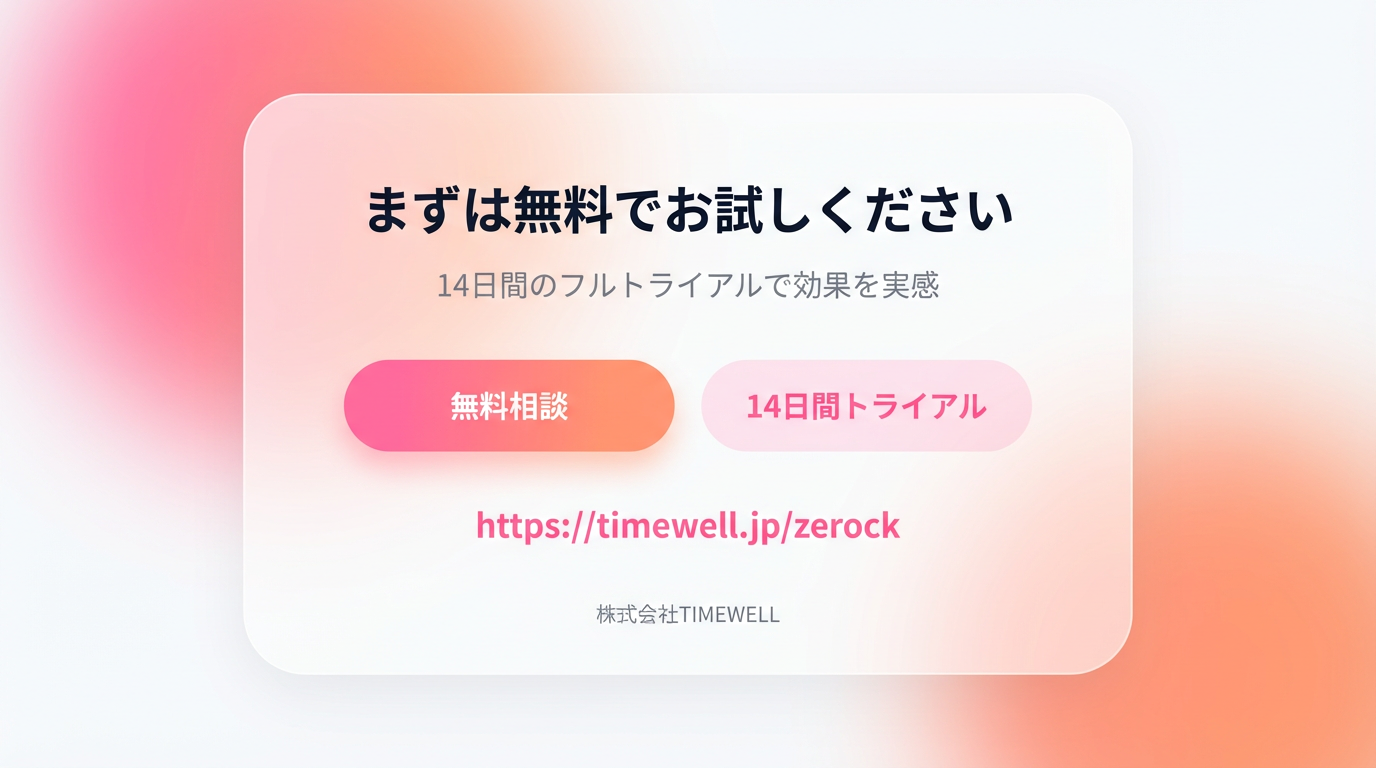 まずは無料でお試しください
14日間のフルトライアルで効果を実感
無料相談
14日間トライアル
https://timewell.jp/zerock
株式会社TIMEWELL